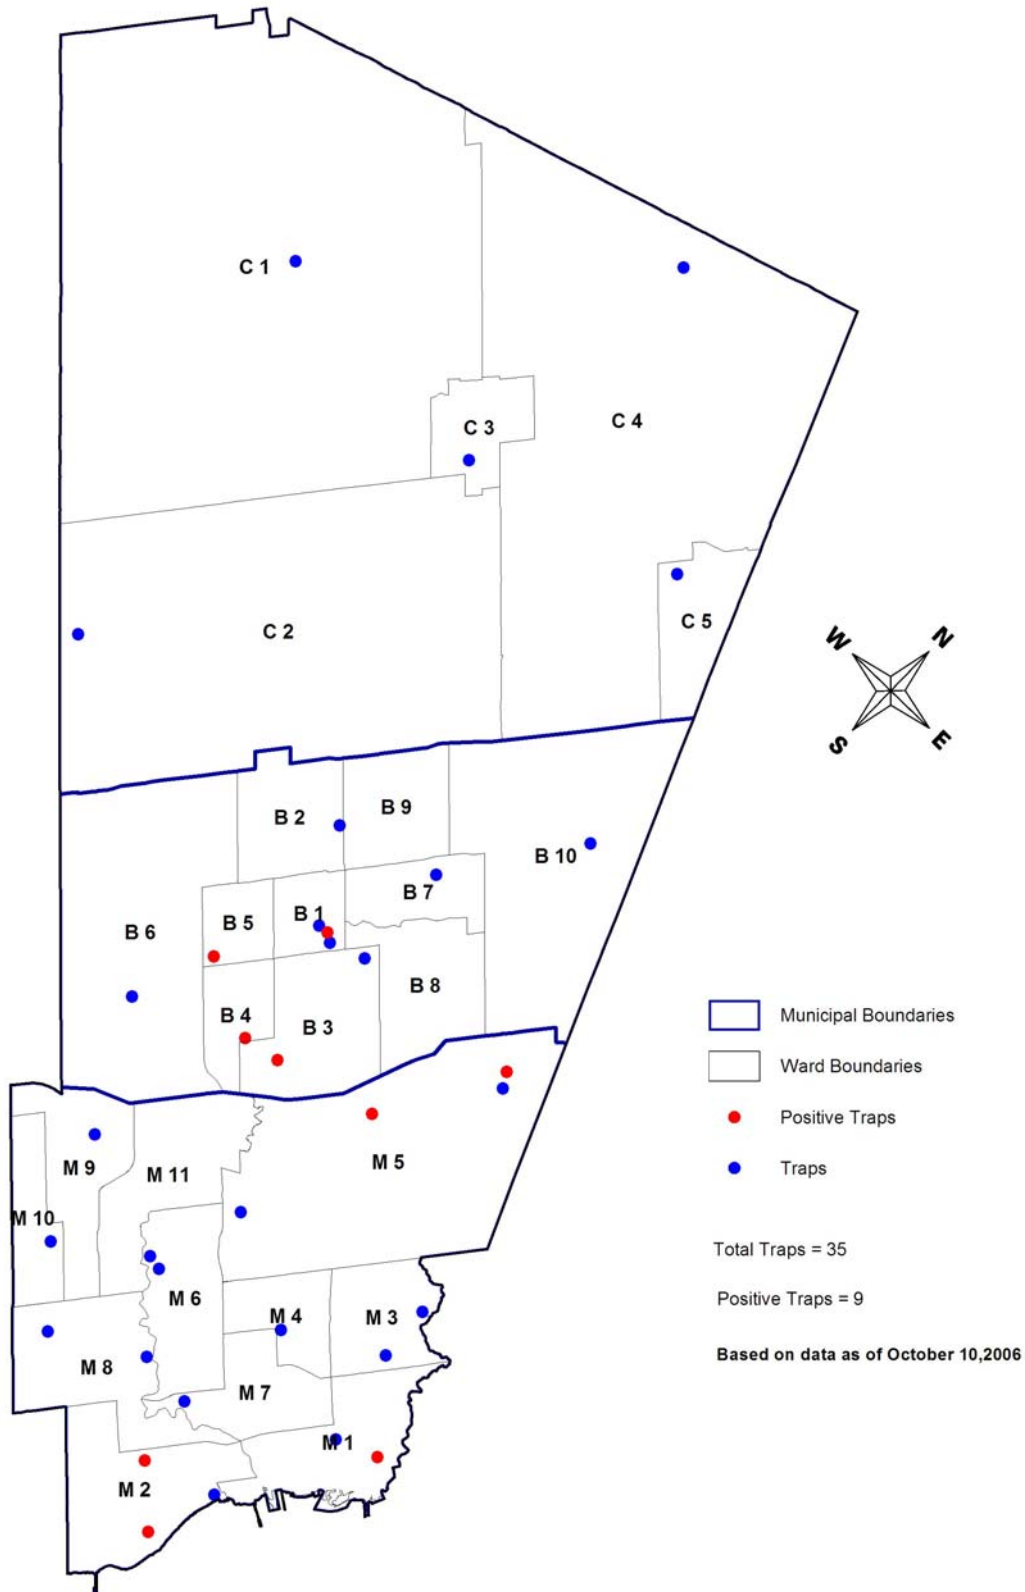 C 1
C 3
C 4
C 2
C 5
W
N
S
E
B 2
B 9
B 10
B 7
B 5
B 1
B 6
B 8
B 4
B 3
Municipal Boundaries
Ward Boundaries
Positive Traps
Traps
M 9
M 11
M 5
M 10
M 6
M 4
M 3
M 8
M 7
M 1
M 2
Total Traps = 35
Positive Traps = 9
Based on data as of October 10,2006